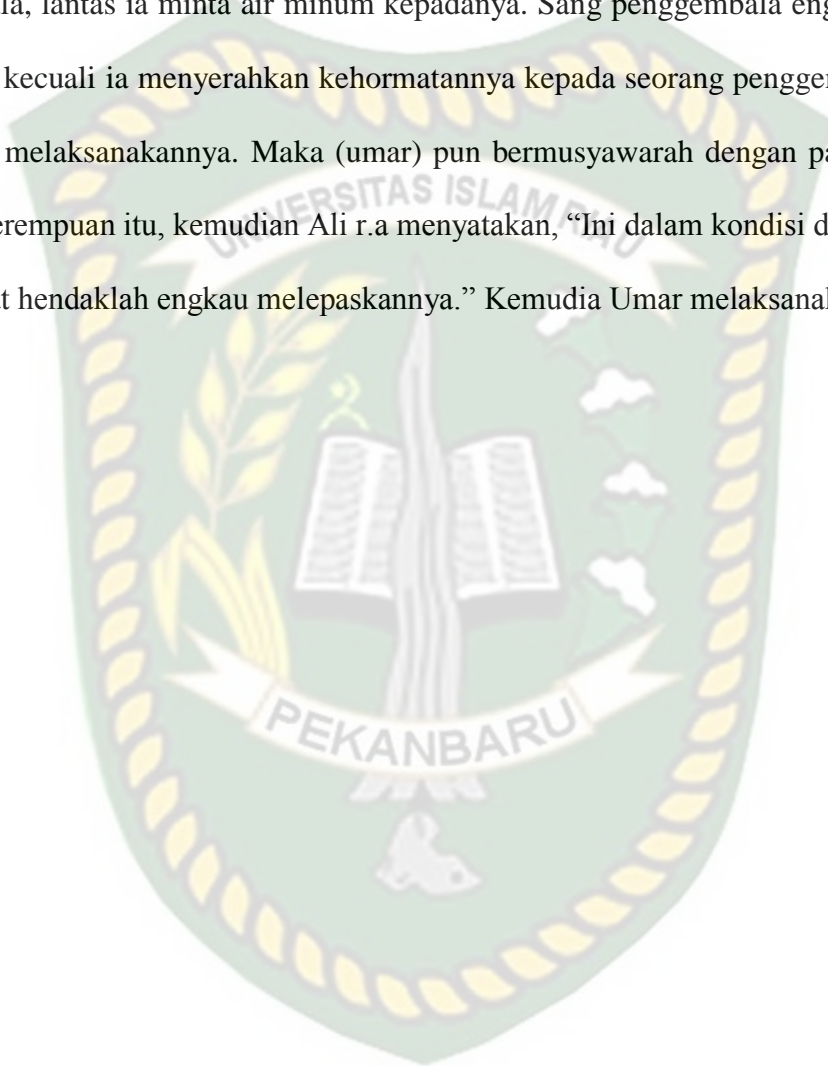 la, lantas ia minta air minum kepadanya. Sang penggembala eng
kecuali ia menyerahkan kehormatannya kepada seorang pengge
melaksanakannya. Maka (umar) pun bermusyawarah dengan pa
erempuan itu, kemudian Ali r.a menyatakan, “Ini dalam kondisi d
t hendaklah engkau melepaskannya.” Kemudia Umar melaksana
UNIVERSITAS ISLAM RIAU
PEKANBARU